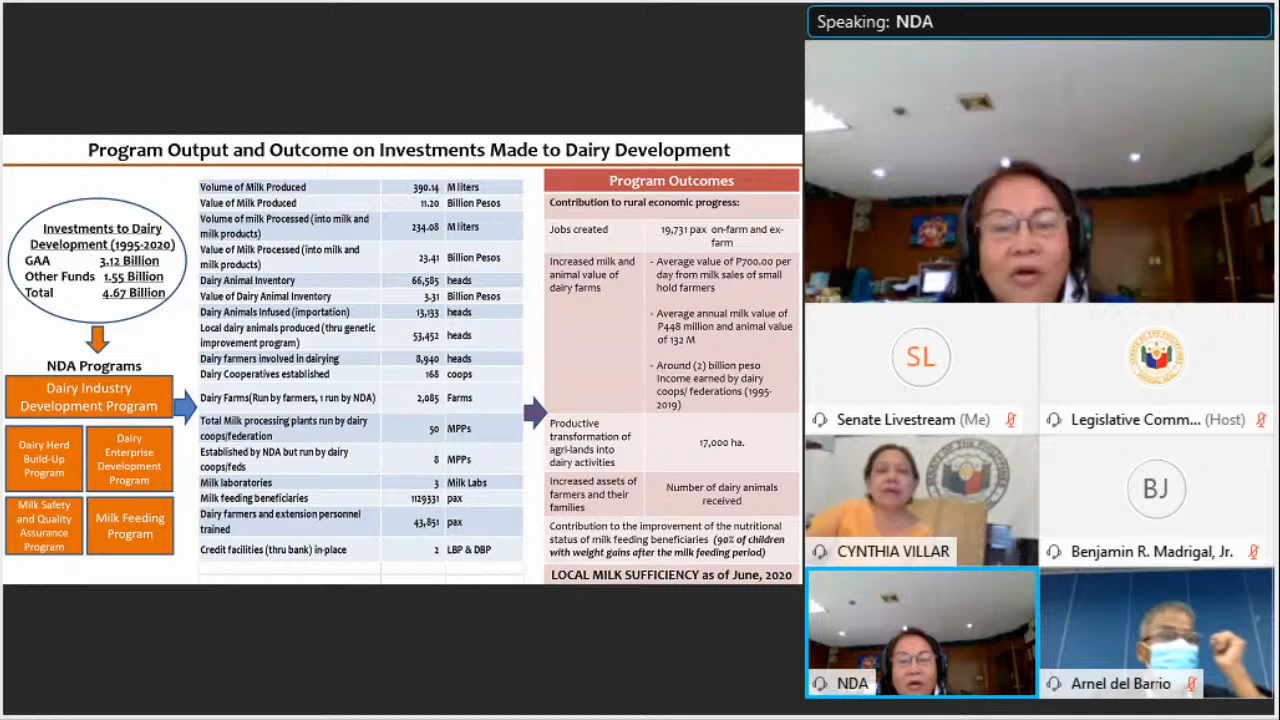 Speaking: NDA
Program Output and Outcome on Investments Made to Dairy Development
Investments to Dairy
Development (1995-2020)
GAA 3.12 Billion
Other Funds 1.55 Billion
Total 4.67 Billion
NDA Programs
Dairy Industry
Development Program
Dairy Herd
Build-Up
Program
Dairy
Enterprise
Development
Program
Milk Safety
and Quality
Assurance
Program
Milk Feeding
Program
Volume of Milk Produced 390.14 M liters
Value of Milk Produced 11.20 Billion Pesos
Volume of milk Processed (into milk and
milk products) 234.08 M liters
Value of Milk Processed (into milk and
milk products) 23.41 Billion Pesos
Dairy Animal Inventory 66,585 heads
Value of Dairy Animal Inventory 3.31 Billion Pesos
Dairy Animals Infused (importation) 13,133 heads
Local dairy animals produced (thru genetic
improvement program) 53,452 heads
Dairy farmers involved in dairying 8,940 heads
Dairy Cooperatives established 168 coops
Dairy Farms(Run by farmers, 1 run by NDA) 2,085 Farms
Total Milk processing plants run by dairy
coops/federation 50 MPPs
Established by NDA but run by dairy
coops/feds 8 MPPs
Milk laboratories 3 Milk Labs
Milk feeding beneficiaries 1129331 pax
Dairy farmers and extension personnel
trained 43,851 pax
Credit facilities (thru bank) in-place 2 LBP & DBP
Program Outcomes
Contribution to rural economic progress:
Jobs created 19,731 pax on-farm and ex-
farm
Increased milk and
animal value of
dairy farms
- Average value of P700.00 per
day from milk sales of small
hold farmers
- Average annual milk value of
P448 million and animal value
of 132 M
- Around (2) billion peso
Income earned by dairy
coops/ federations (1995-
2019)
Productive
transformation of
agri-lands into
dairy activities
17,000 ha.
Increased assets of
farmers and their
families
Number of dairy animals
received
Contribution to the improvement of the nutritional
status of milk feeding beneficiaries (90% of children
with weight gains after the milk feeding period)
LOCAL MILK SUFFICIENCY as of June, 2020
SL
Senate Livestream (Me)
Legislative Comm... (Host)
CYNTHIA VILLAR
BJ
Benjamin R. Madrigal, Jr.
NDA
Arnel del Barrio